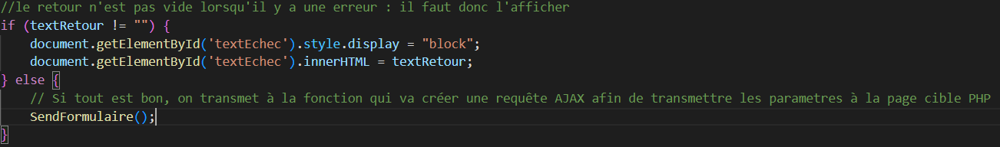 //le retour n'est pas vide lorsqu'il y a une erreur : il faut donc l'afficher
if (textRetour != "") {
    document.getElementById('textEchec').style.display = "block";
    document.getElementById('textEchec').innerHTML = textRetour;
} else {
    // Si tout est bon, on transmet à la fonction qui va créer une requête AJAX afin de transmettre les parametres à la page cible PHP
    SendFormulaire();
}